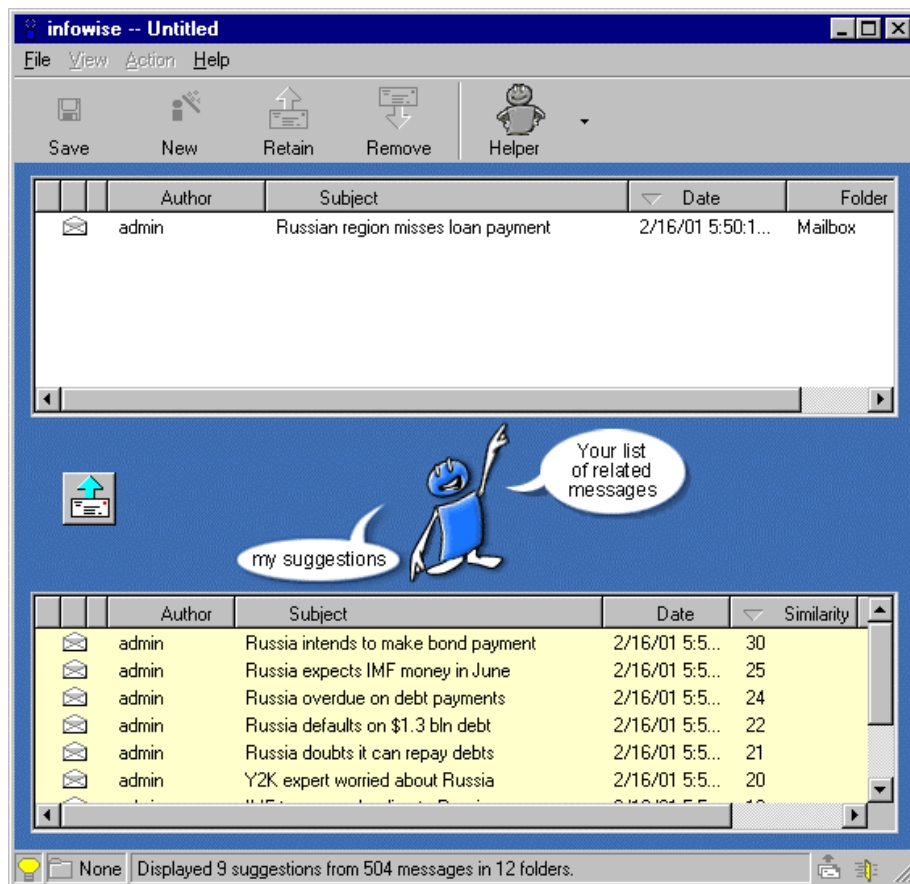 infowise -- Untitled
File View Action Help
Save New Retain Remove Helper
Author Subject Date Folder
admin Russian region misses loan payment 2/16/01 5:50:1... Mailbox
Your list
of related
messages
my suggestions
Author Subject Date Similarity
admin Russia intends to make bond payment 2/16/01 5:5... 30
admin Russia expects IMF money in June 2/16/01 5:5... 25
admin Russia overdue on debt payments 2/16/01 5:5... 24
admin Russia defaults on $1.3 bln debt 2/16/01 5:5... 22
admin Russia doubts it can repay debts 2/16/01 5:5... 21
admin Y2K expert worried about Russia 2/16/01 5:5... 20
None Displayed 9 suggestions from 504 messages in 12 folders.